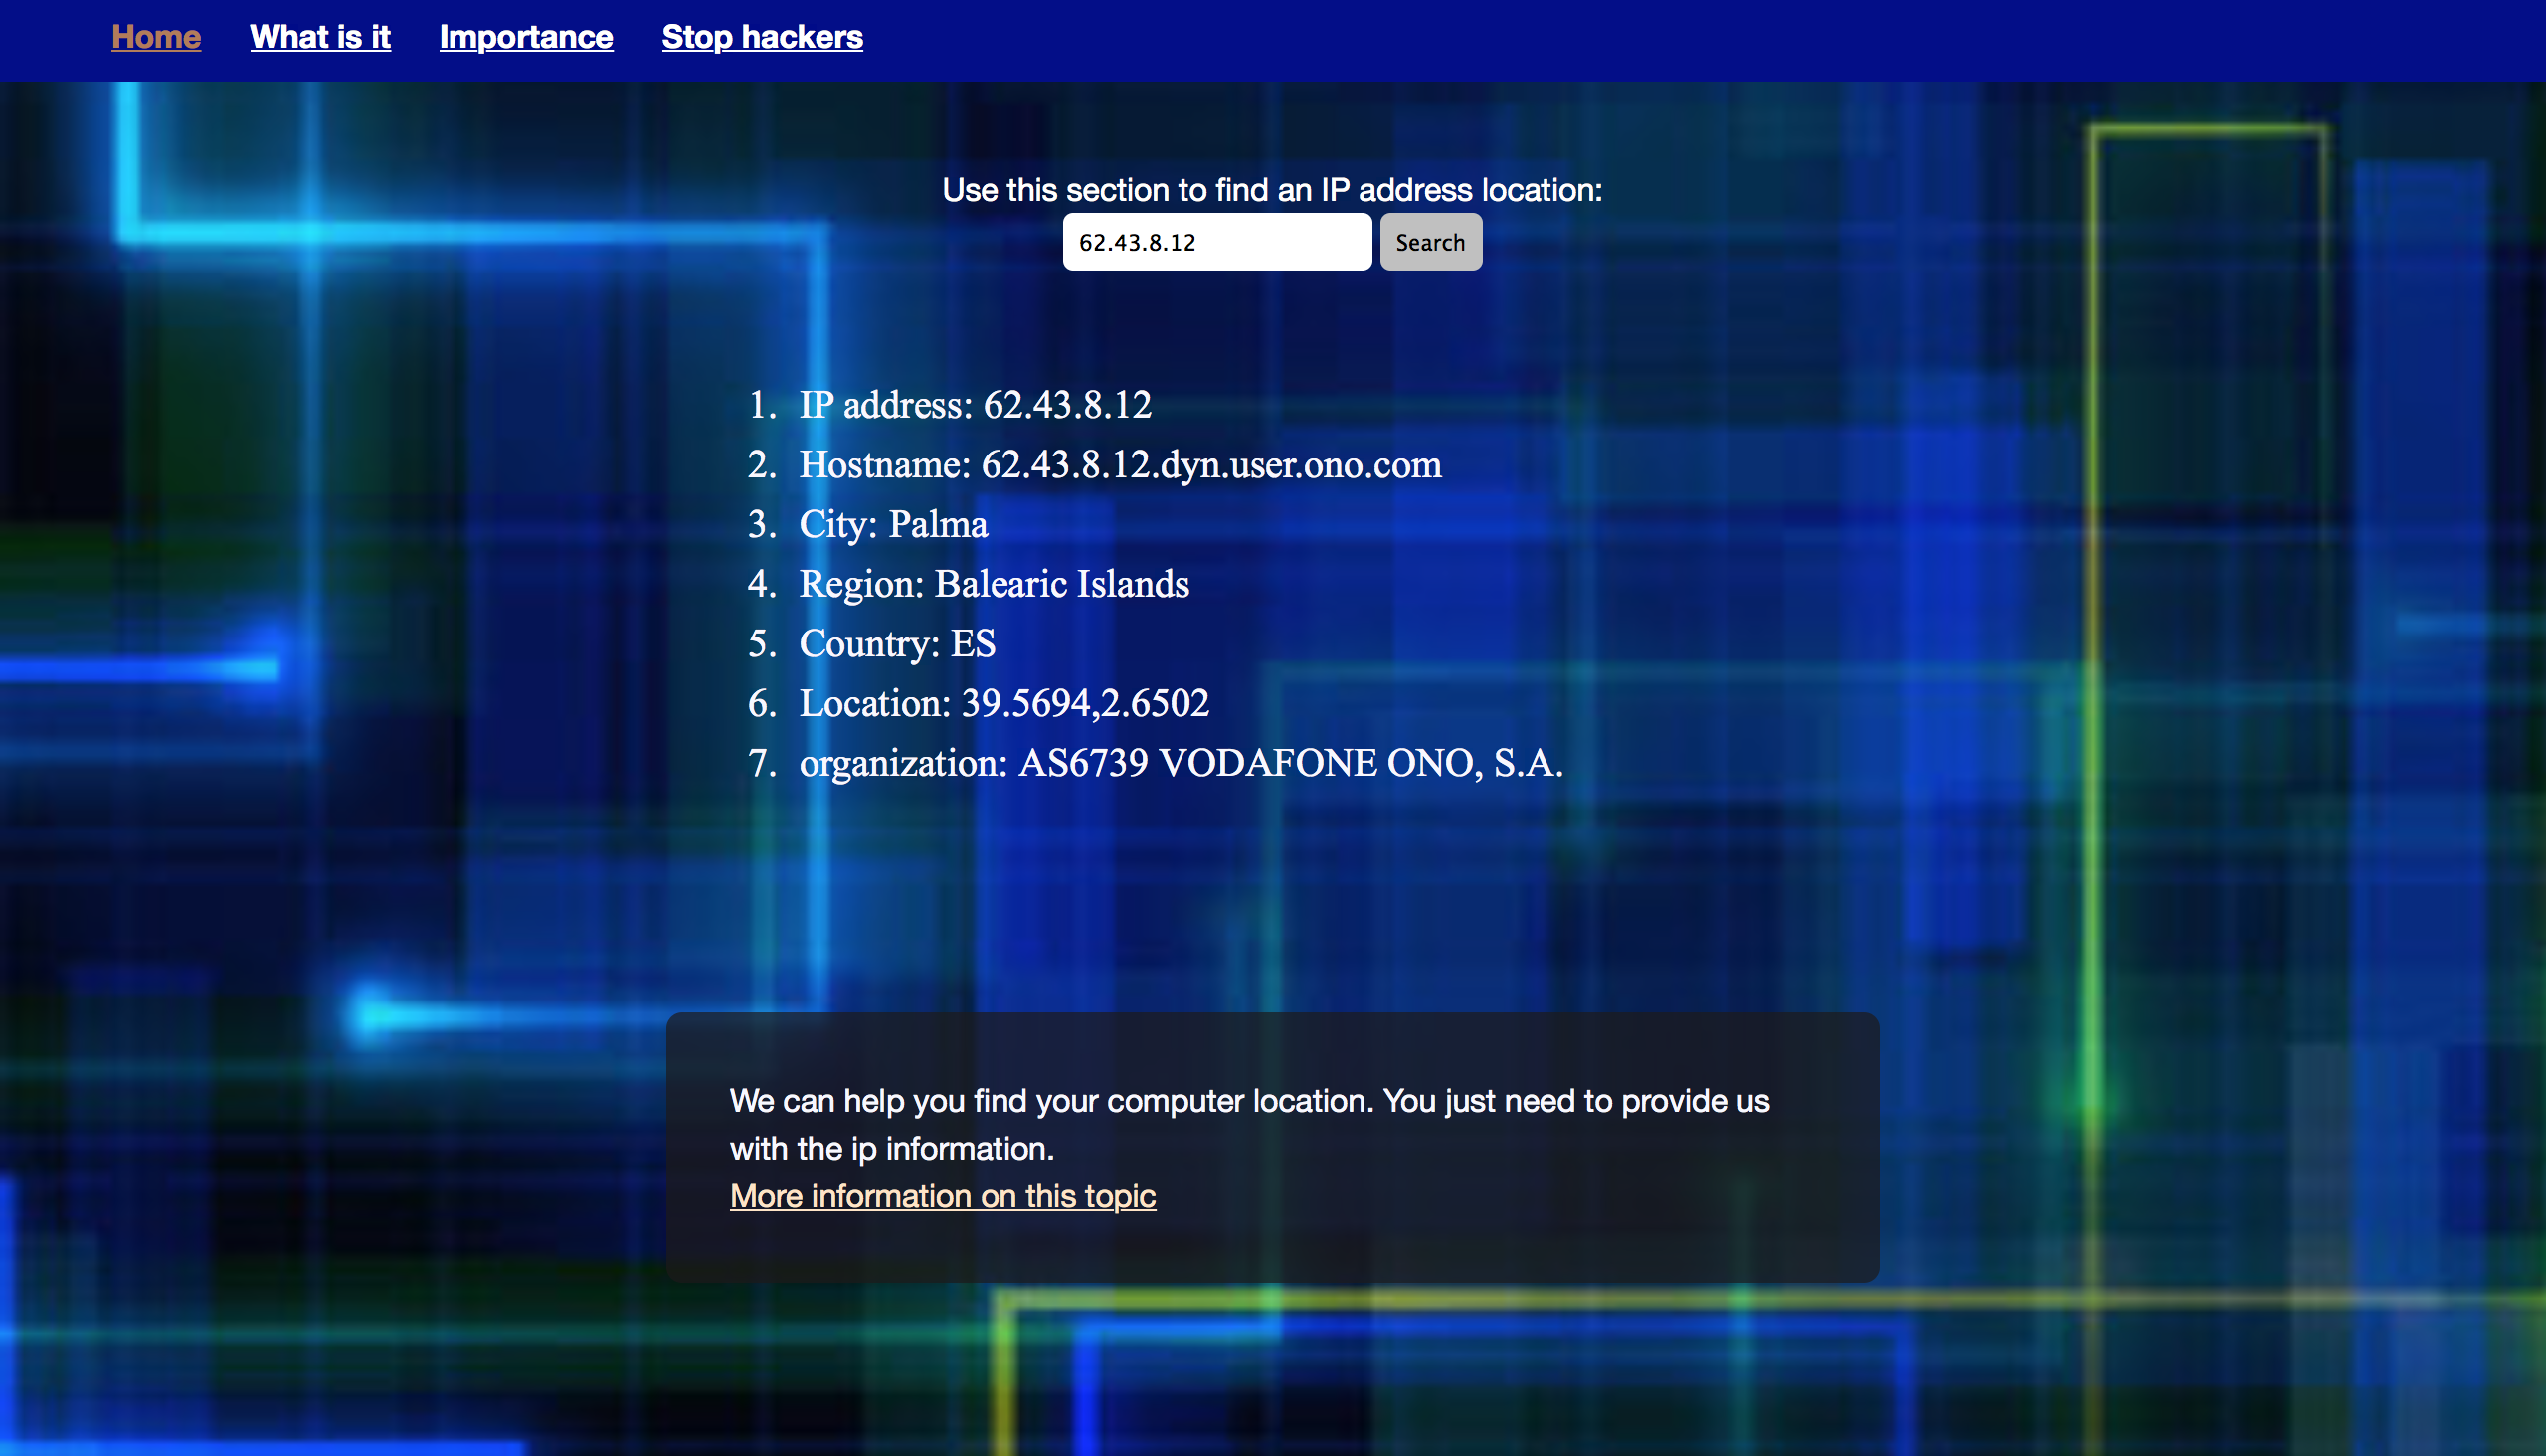 Home What is it Importance Stop hackers
Use this section to find an IP address location:
62.43.8.12 Search
1. IP address: 62.43.8.12
2. Hostname: 62.43.8.12.dyn.user.ono.com
3. City: Palma
4. Region: Balearic Islands
5. Country: ES
6. Location: 39.5694,2.6502
7. organization: AS6739 VODAFONE ONO, S.A.
We can help you find your computer location. You just need to provide us
with the ip information.
More information on this topic